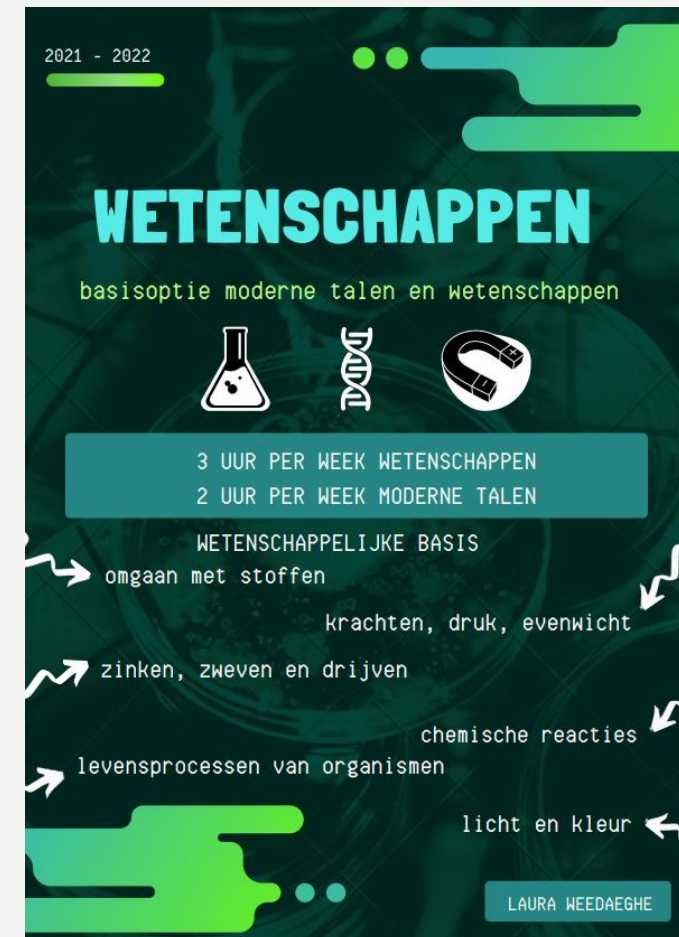 2021 - 2022
WETENSCHAPPEN
basisoptie moderne talen en wetenschappen
3 UUR PER WEEK WETENSCHAPPEN
2 UUR PER WEEK MODERNE TALEN
WETENSCHAPPELIJKE BASIS
omgaan met stoffen
krachten, druk, evenwicht
zinken, zweven en drijven
chemische reacties
levensprocessen van organismen
licht en kleur
LAURA WEEDAEGHE